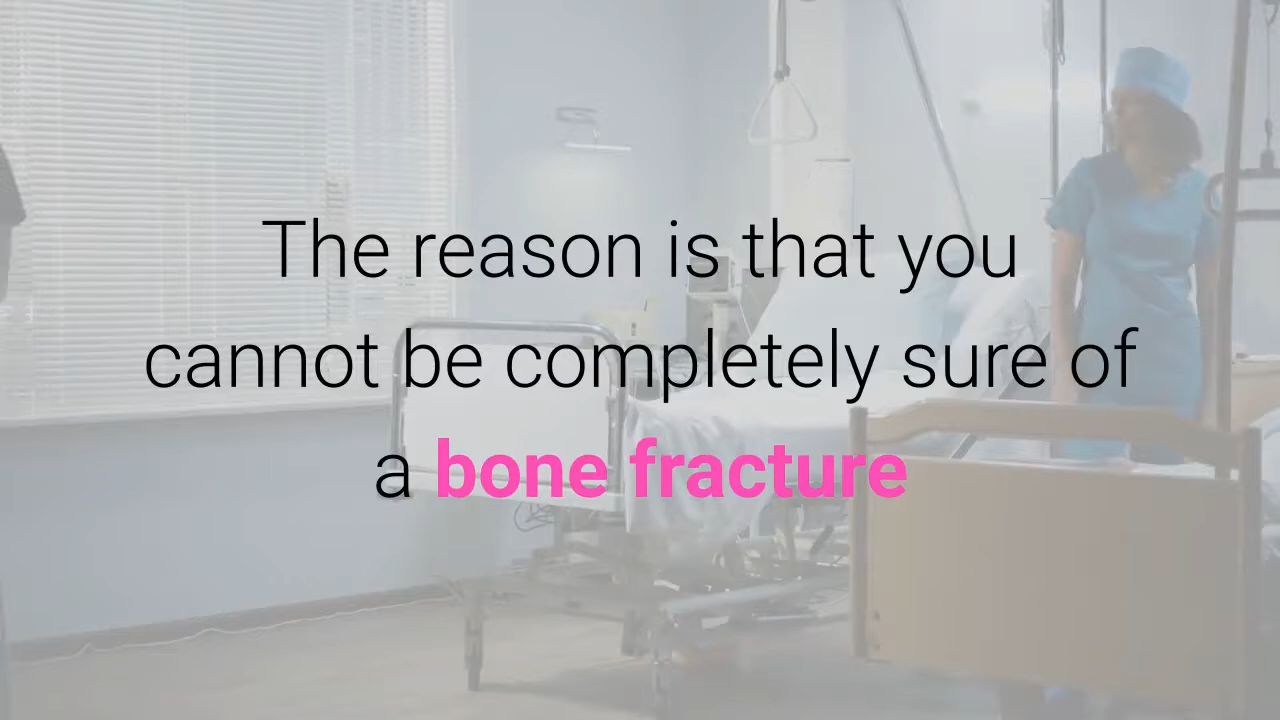 The reason is that you
cannot be completely sure of
a bone fracture